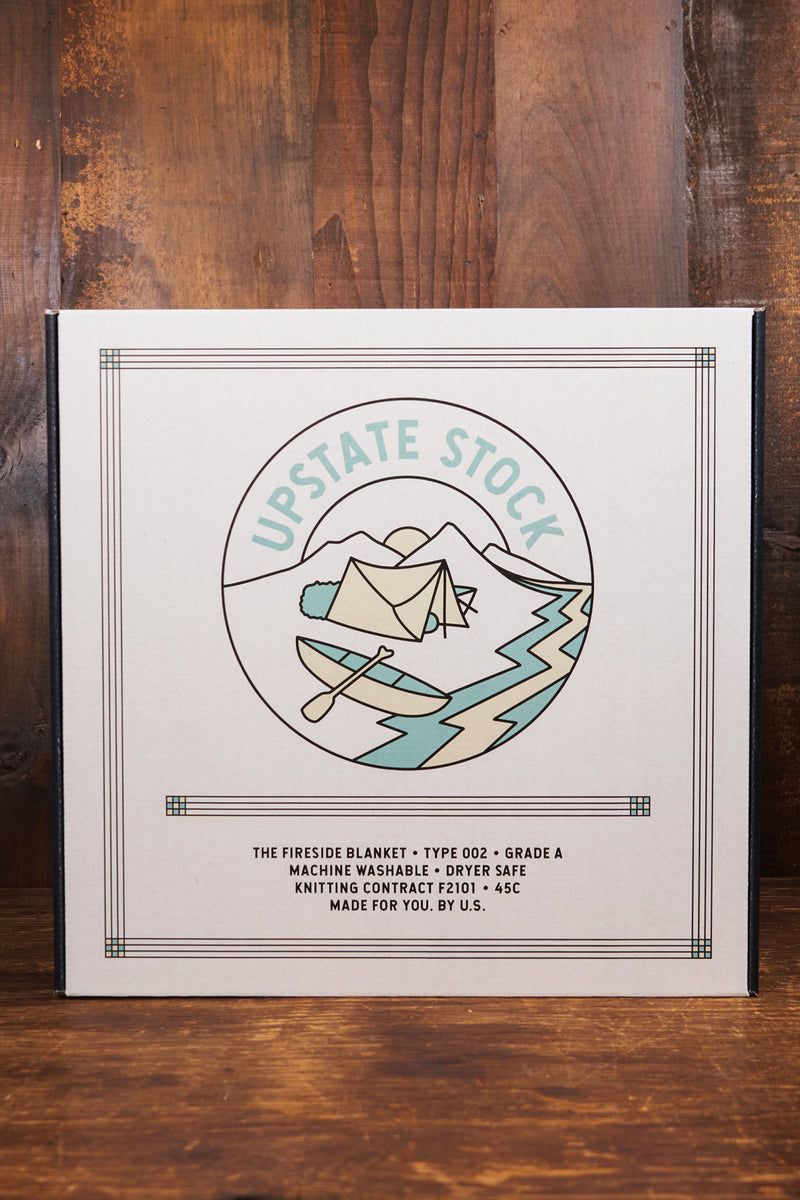 UPSTATE STOCK
THE FIRESIDE BLANKET • TYPE 002 • GRADE A
MACHINE WASHABLE • DRYER SAFE
KNITTING CONTRACT F2101 • 45C
MADE FOR YOU. BY U.S.